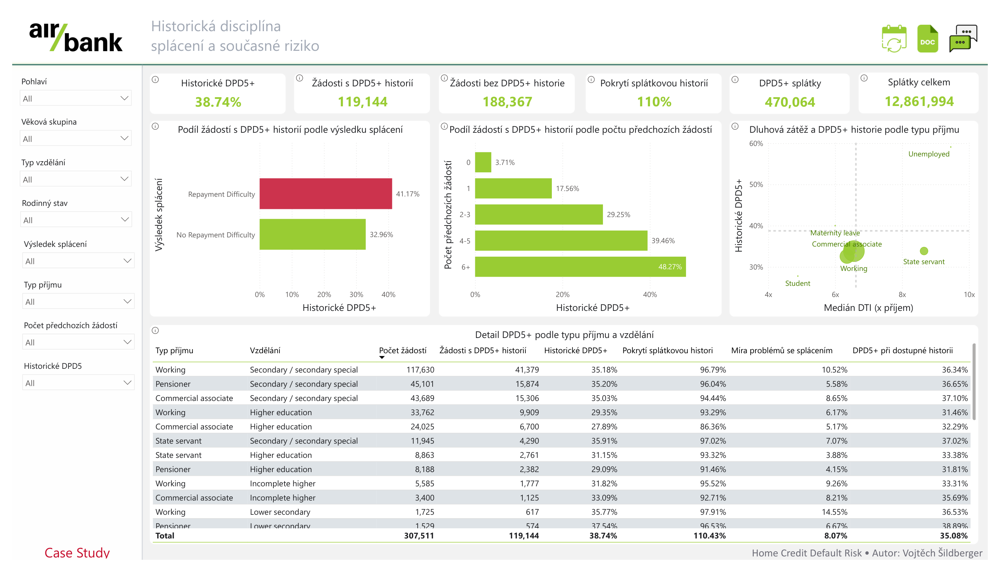 air bank
Historická disciplína
splácení a současné riziko
DOC
Pohlaví
All
Věková skupina
All
Typ vzdělání
All
Rodinný stav
All
Výsledek splácení
All
Typ příjmu
All
Počet předchozích žádostí
All
Historické DPD5
All
Case Study
Historické DPD5+
38.74%
Žádosti s DPD5+ historií
119,144
Žádosti bez DPD5+ historie
188,367
Pokrytí splátkovou historií
110%
DPD5+ splátky
470,064
Splátky celkem
12,861,994
Podíl žádostí s DPD5+ historií podle výsledku splácení
Výsledek splácení
Repayment Difficulty 41.17%
No Repayment Difficulty 32.96%
0% 10% 20% 30% 40%
Historické DPD5+
Podíl žádostí s DPD5+ historií podle počtu předchozích žádostí
Počet předchozích žádostí
0 3.71%
1 17.56%
2-3 29.25%
4-5 39.46%
6+ 48.27%
0% 20% 40%
Historické DPD5+
Dluhová zátěž a DPD5+ historie podle typu příjmu
Historické DPD5+
60%
Unemployed
50%
40%
Maternity leave
Commercial associate
State servant
30%
Working
Student
4x 6x 8x 10x
Medián DTI (x příjem)
Detail DPD5+ podle typu příjmu a vzdělání
Typ příjmu Vzdělání Počet žádostí Žádosti s DPD5+ historií Historické DPD5+ Pokrytí splátkovou histori Míra problémů se splácením DPD5+ při dostupné historii
Working Secondary / secondary special 117,630 41,379 35.18% 96.79% 10.52% 36.34%
Pensioner Secondary / secondary special 45,101 15,874 35.20% 96.04% 5.58% 36.65%
Commercial associate Secondary / secondary special 43,689 15,306 35.03% 94.44% 8.65% 37.10%
Working Higher education 33,762 9,909 29.35% 93.29% 6.17% 31.46%
Commercial associate Higher education 24,025 6,700 27.89% 86.36% 5.17% 32.29%
State servant Secondary / secondary special 11,945 4,290 35.91% 97.02% 7.07% 37.02%
State servant Higher education 8,863 2,761 31.15% 93.32% 3.88% 33.38%
Pensioner Higher education 8,188 2,382 29.09% 91.46% 4.15% 31.81%
Working Incomplete higher 5,585 1,777 31.82% 95.52% 9.26% 33.31%
Commercial associate Incomplete higher 3,400 1,125 33.09% 92.71% 8.21% 35.69%
Working Lower secondary 1,725 617 35.77% 97.91% 14.55% 36.53%
Pensioner Lower secondary 1,529 574 37.54% 96.53% 6.67% 38.89%
Total 307,511 119,144 38.74% 110.43% 8.07% 35.08%
Home Credit Default Risk • Autor: Vojtěch Šildberger